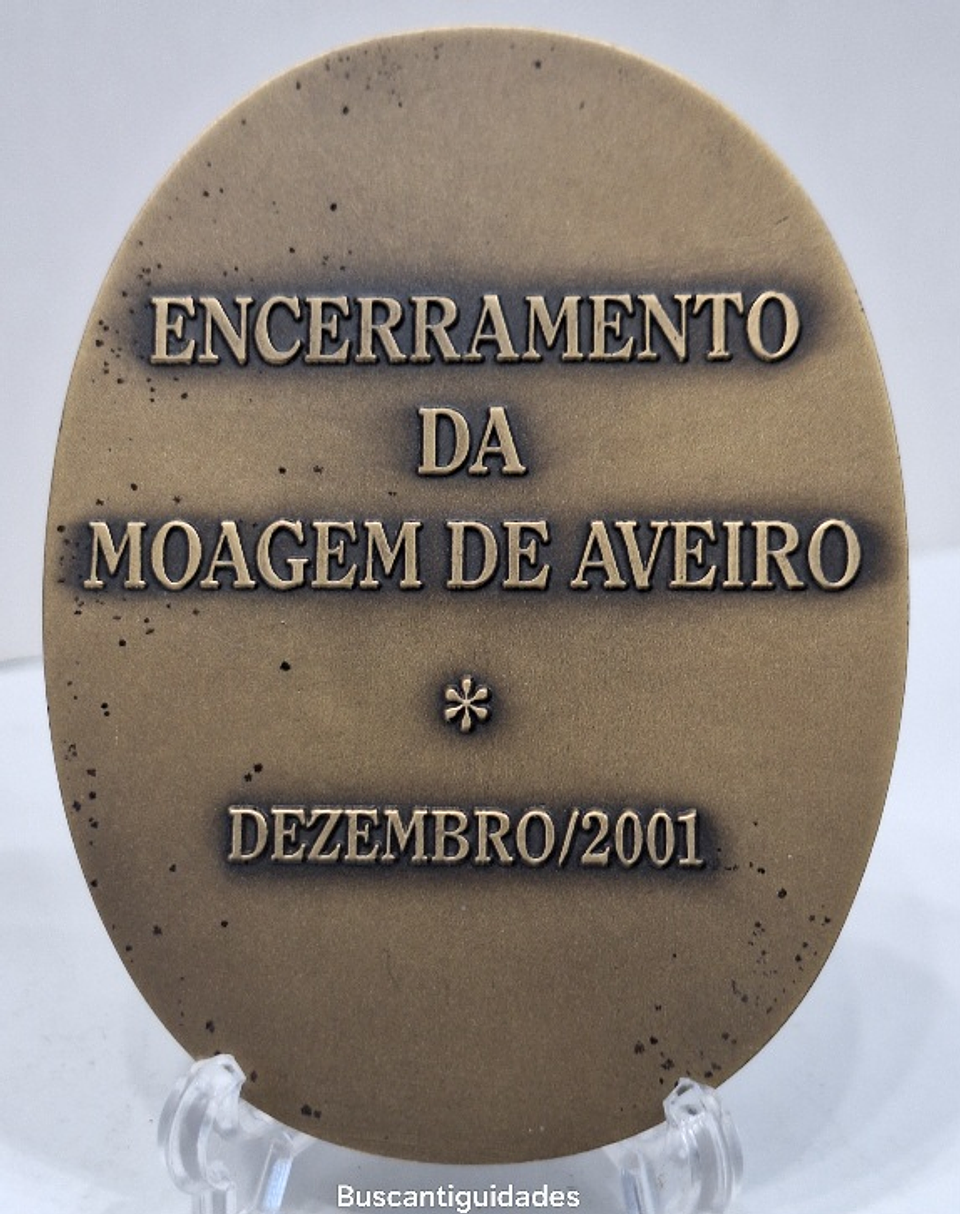 ENCERRAMENTO
DA
MOAGEM DE AVEIRO
*
DEZEMBRO/2001
Buscantiguidades